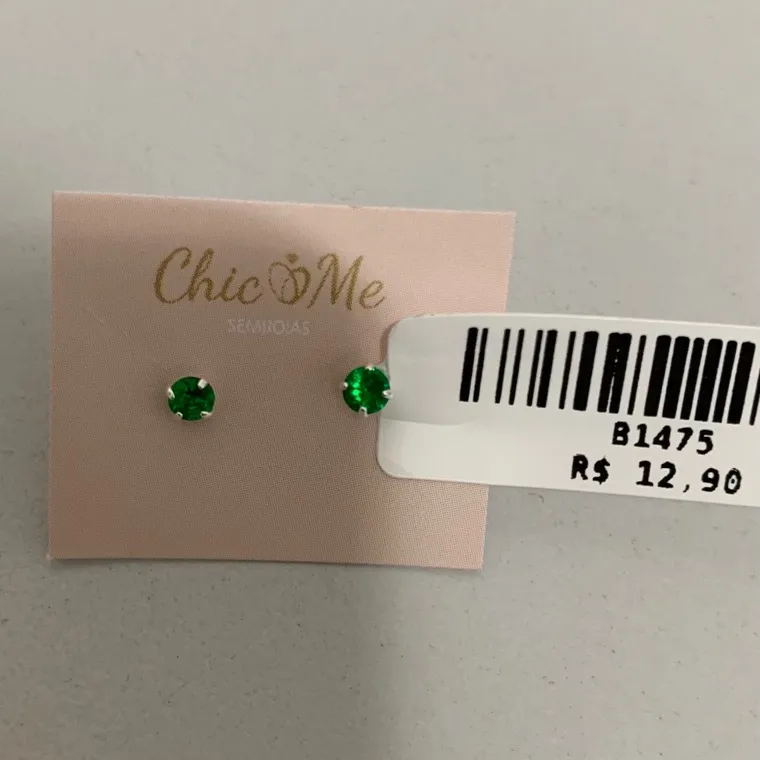 Chic Me
SEMIJOIAS
B1475
R$ 12,90